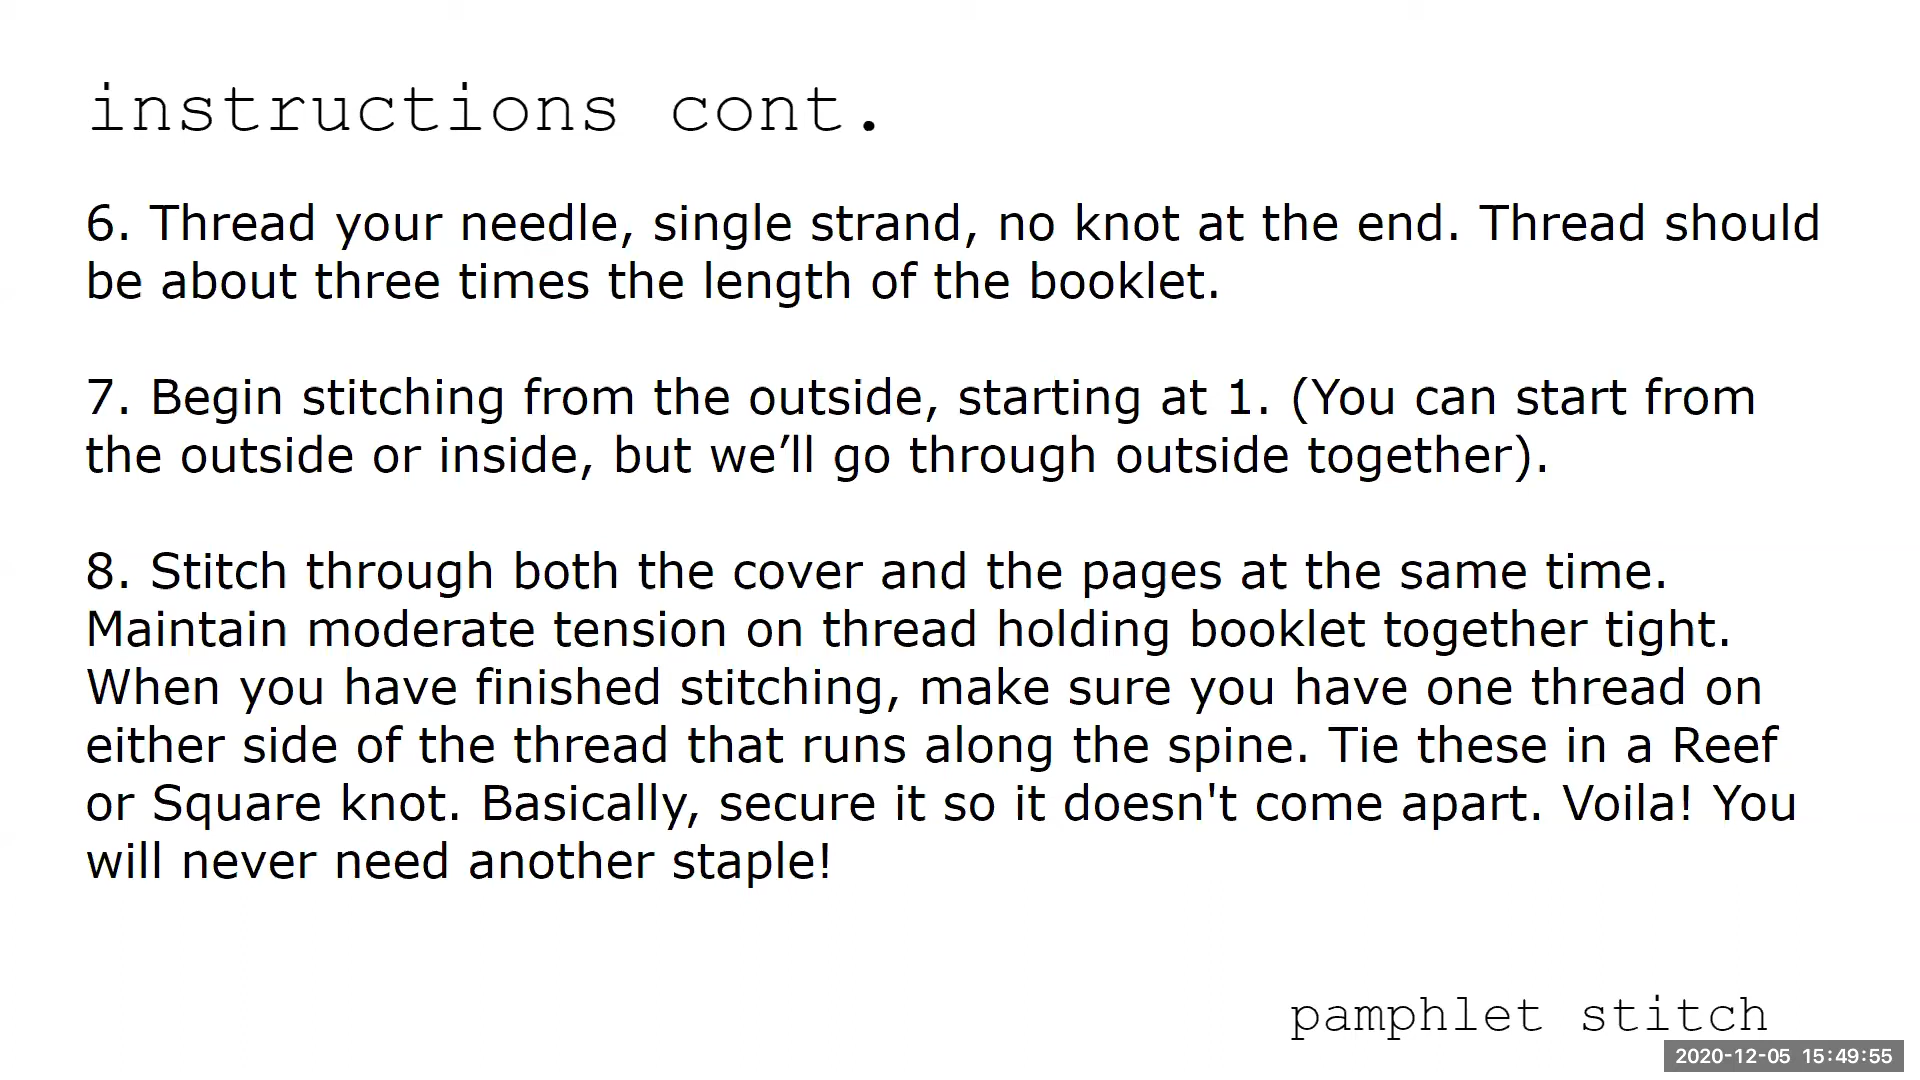 instructions cont.
6. Thread your needle, single strand, no knot at the end. Thread should
be about three times the length of the booklet.
7. Begin stitching from the outside, starting at 1. (You can start from
the outside or inside, but we’ll go through outside together).
8. Stitch through both the cover and the pages at the same time.
Maintain moderate tension on thread holding booklet together tight.
When you have finished stitching, make sure you have one thread on
either side of the thread that runs along the spine. Tie these in a Reef
or Square knot. Basically, secure it so it doesn't come apart. Voila! You
will never need another staple!
pamphlet stitch
2020-12-05 15:49:55